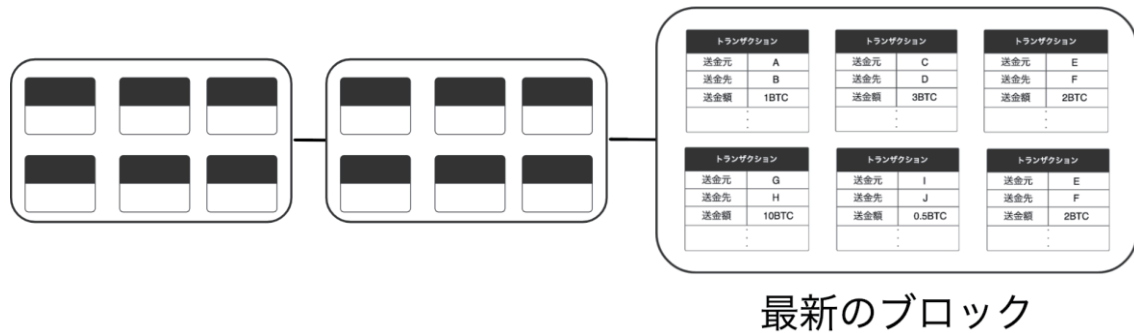 トランザクション トランザクション トランザクション
送金元 A 送金元 C 送金元 E
送金先 B 送金先 D 送金先 F
送金額 1BTC 送金額 3BTC 送金額 2BTC
トランザクション トランザクション トランザクション
送金元 G 送金元 I 送金元 E
送金先 H 送金先 J 送金先 F
送金額 10BTC 送金額 0.5BTC 送金額 2BTC
最新のブロック